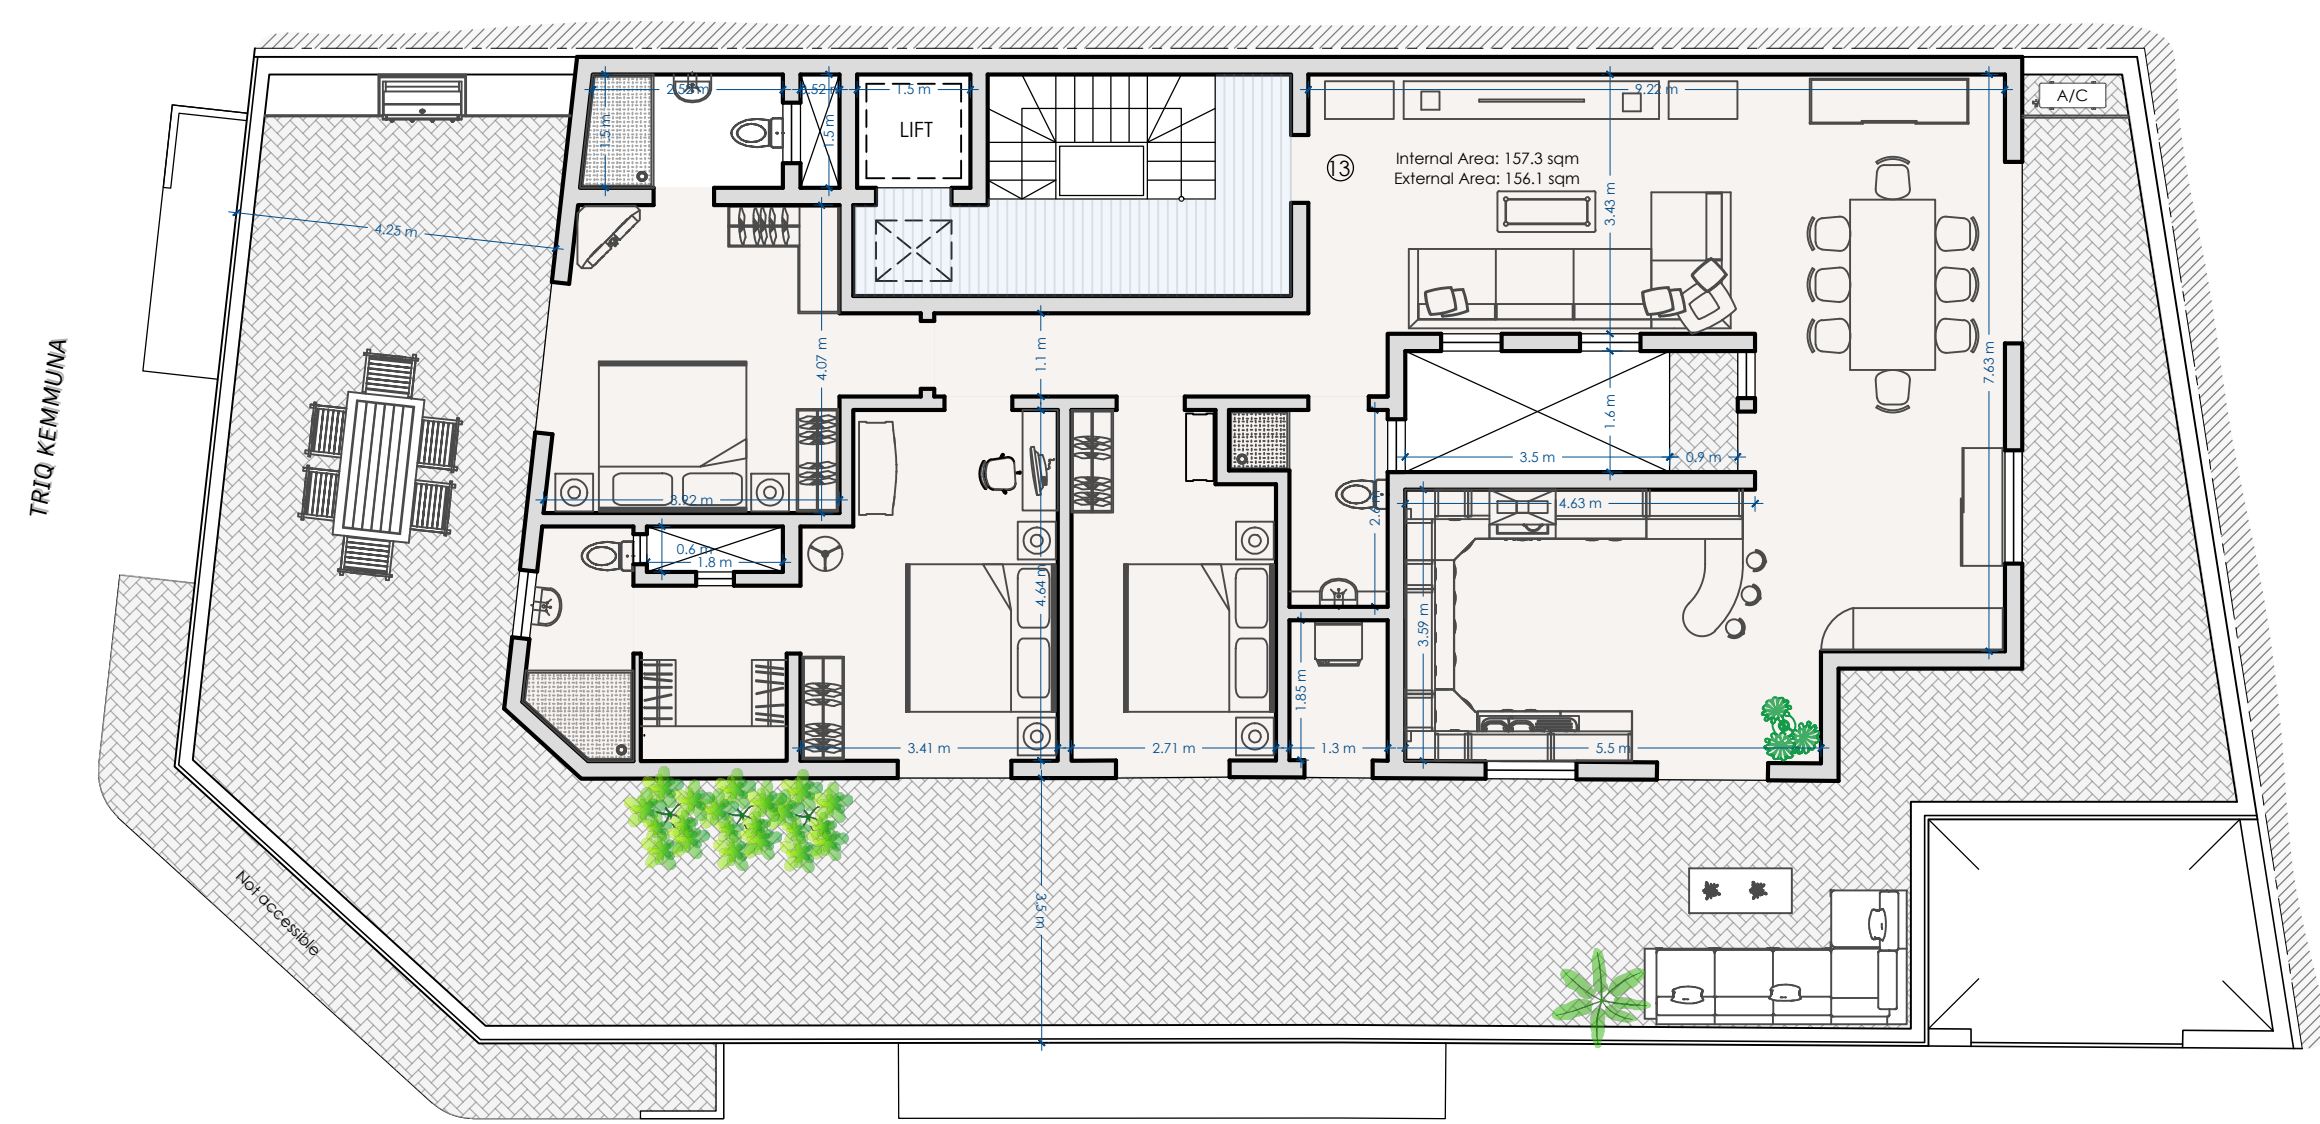 2.52 m
0.52 m
1.5 m
9.22 m
A/C
1.5 m
1.5 m
LIFT
13
Internal Area: 157.3 sqm
External Area: 156.1 sqm
3.43 m
4.25 m
TRIQ KEMMUNA
4.07 m
1.1 m
7.63 m
1.6 m
3.5 m
0.9 m
3.92 m
4.63 m
0.6 m
1.8 m
4.64 m
3.59 m
1.85 m
3.41 m
2.71 m
1.3 m
5.5 m
3.5 m
Not accessible